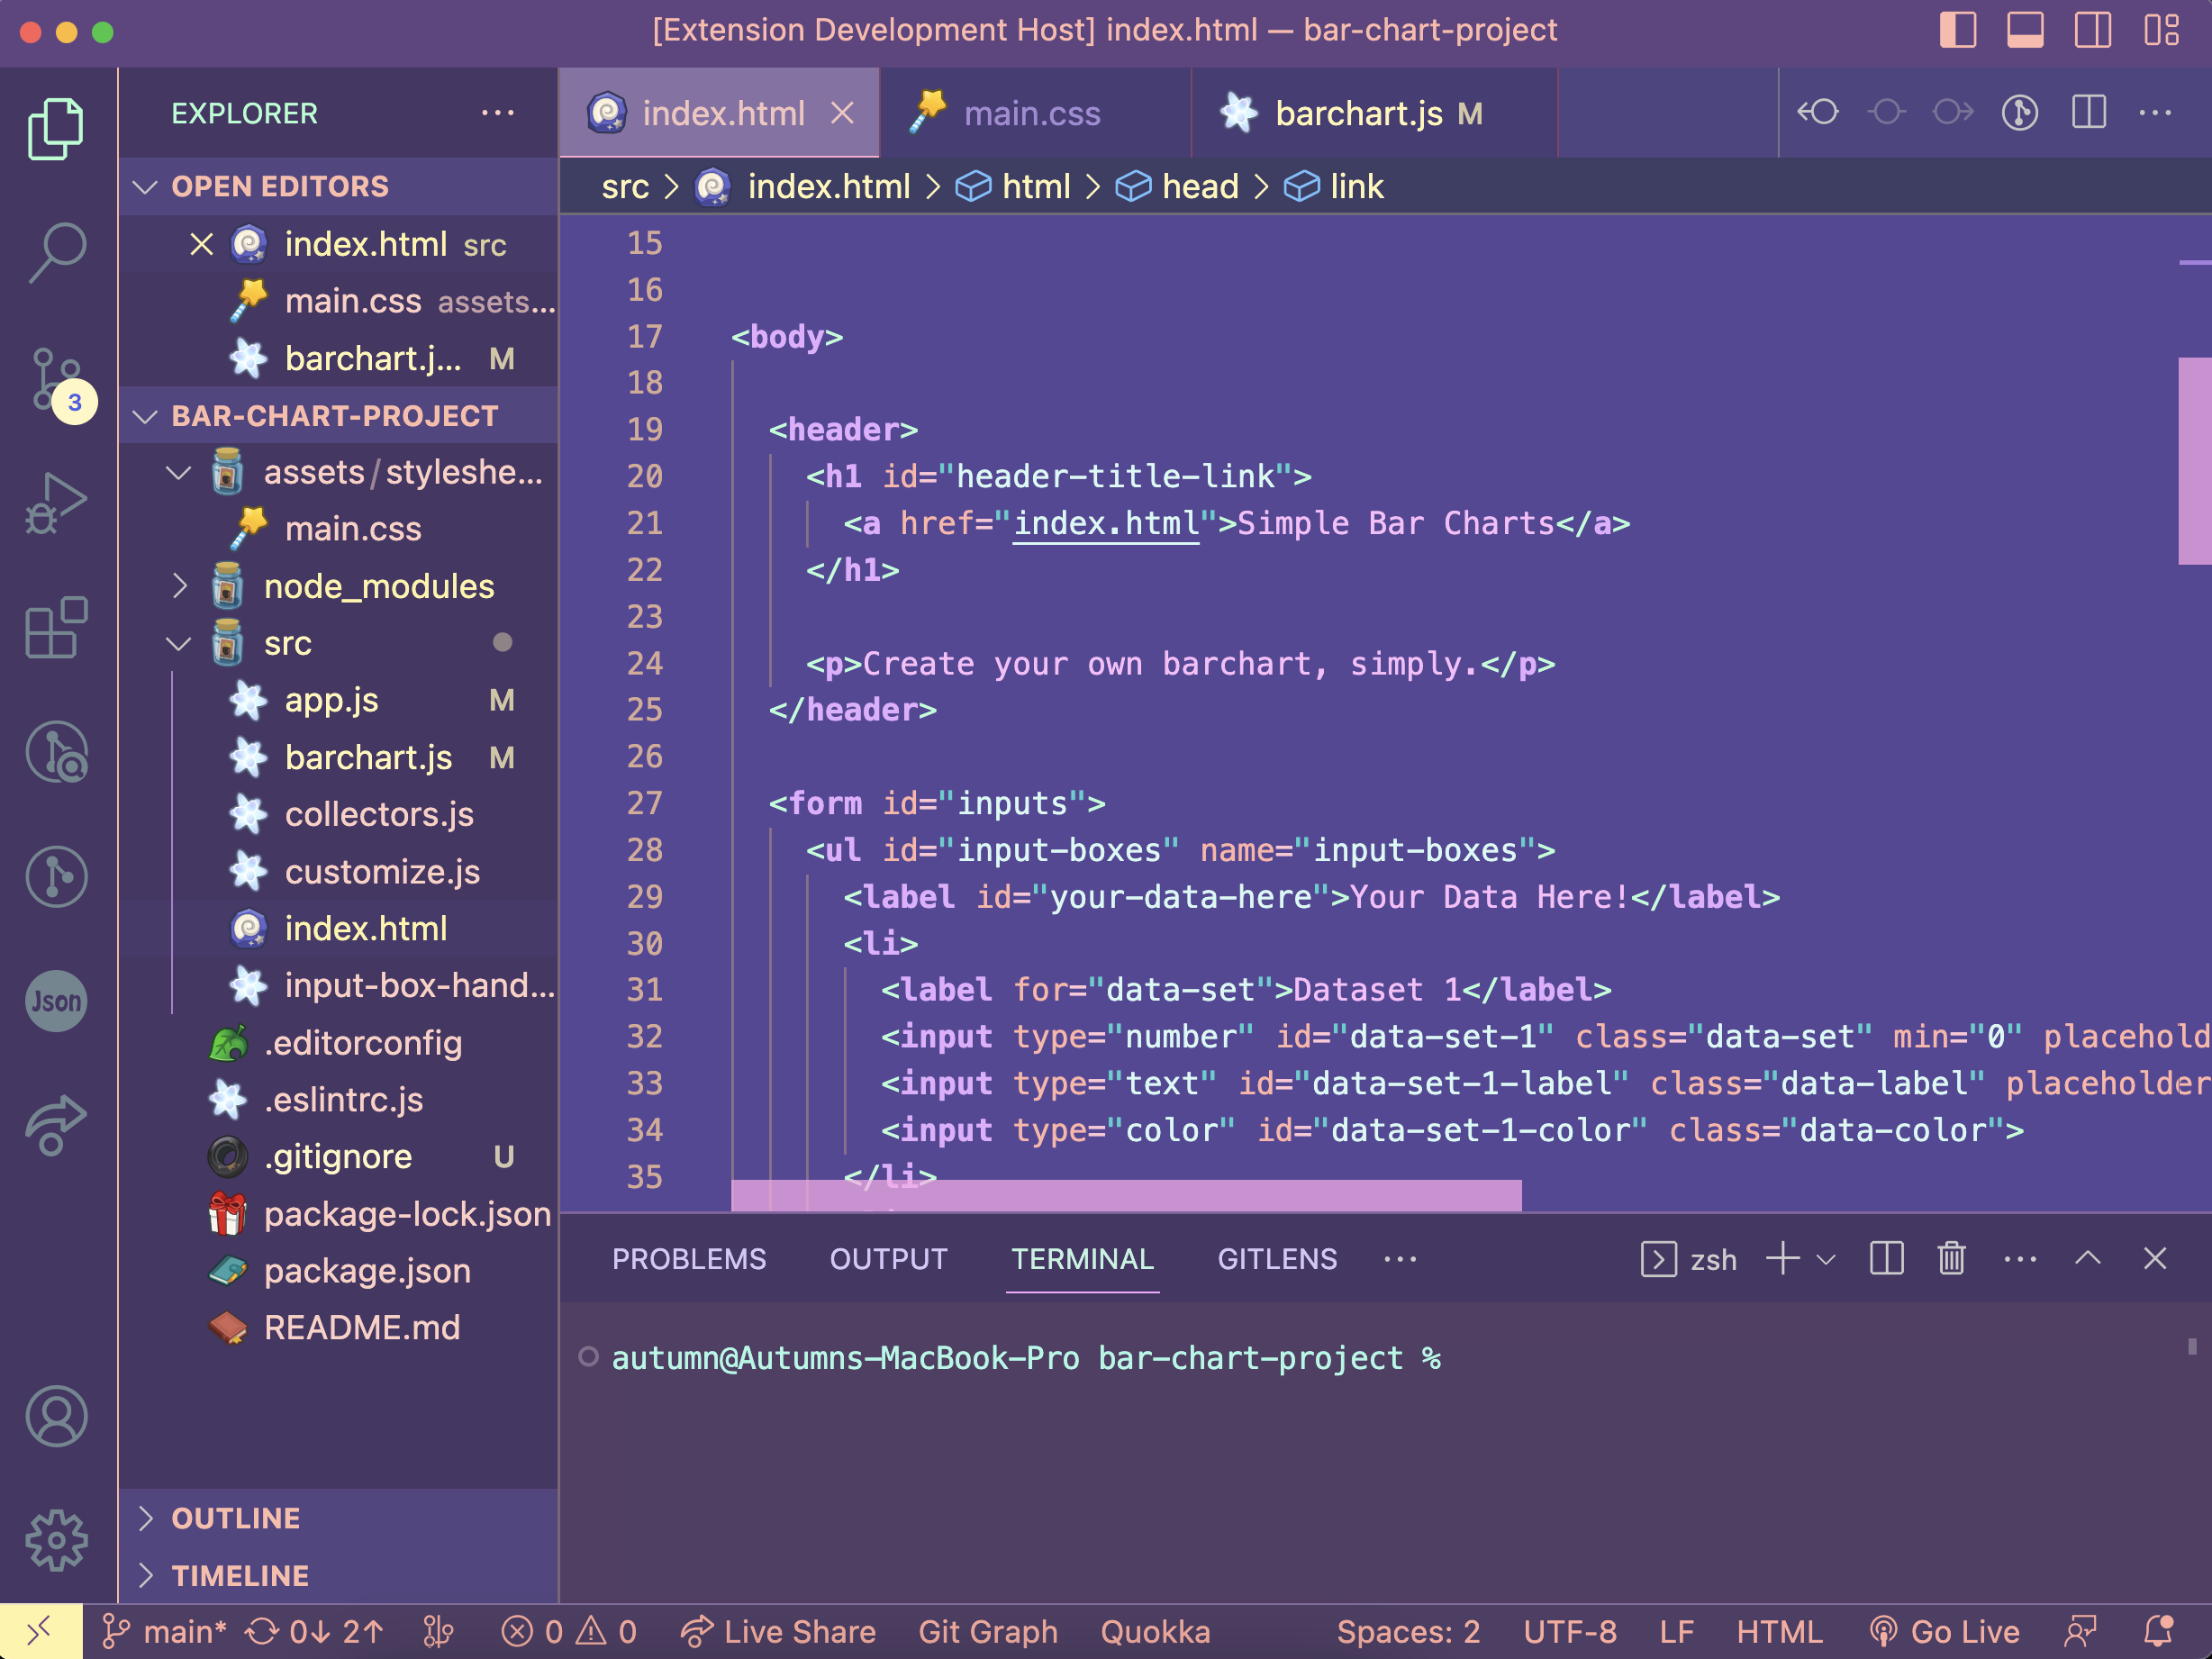 [Extension Development Host] index.html — bar-chart-project
EXPLORER
OPEN EDITORS
index.html src
main.css assets...
barchart.j... M
3
BAR-CHART-PROJECT
assets/styleshe...
main.css
node_modules
src
app.js M
barchart.js M
collectors.js
customize.js
index.html
input-box-hand...
Json
.editorconfig
.eslintrc.js
.gitignore U
package-lock.json
package.json
README.md
OUTLINE
TIMELINE
index.html
main.css
barchart.js M
src > index.html > html > head > link
15
16
17 <body>
18
19 <header>
20 <h1 id="header-title-link">
21 <a href="index.html">Simple Bar Charts</a>
22 </h1>
23
24 <p>Create your own barchart, simply.</p>
25 </header>
26
27 <form id="inputs">
28 <ul id="input-boxes" name="input-boxes">
29 <label id="your-data-here">Your Data Here!</label>
30 <li>
31 <label for="data-set">Dataset 1</label>
32 <input type="number" id="data-set-1" class="data-set" min="0" placehold
33 <input type="text" id="data-set-1-label" class="data-label" placeholder
34 <input type="color" id="data-set-1-color" class="data-color">
35 </li>
PROBLEMS OUTPUT TERMINAL GITLENS
zsh
autumn@Autumns-MacBook-Pro bar-chart-project %
main* 0↓ 2↑ 0 0 Live Share Git Graph Quokka Spaces: 2 UTF-8 LF HTML Go Live